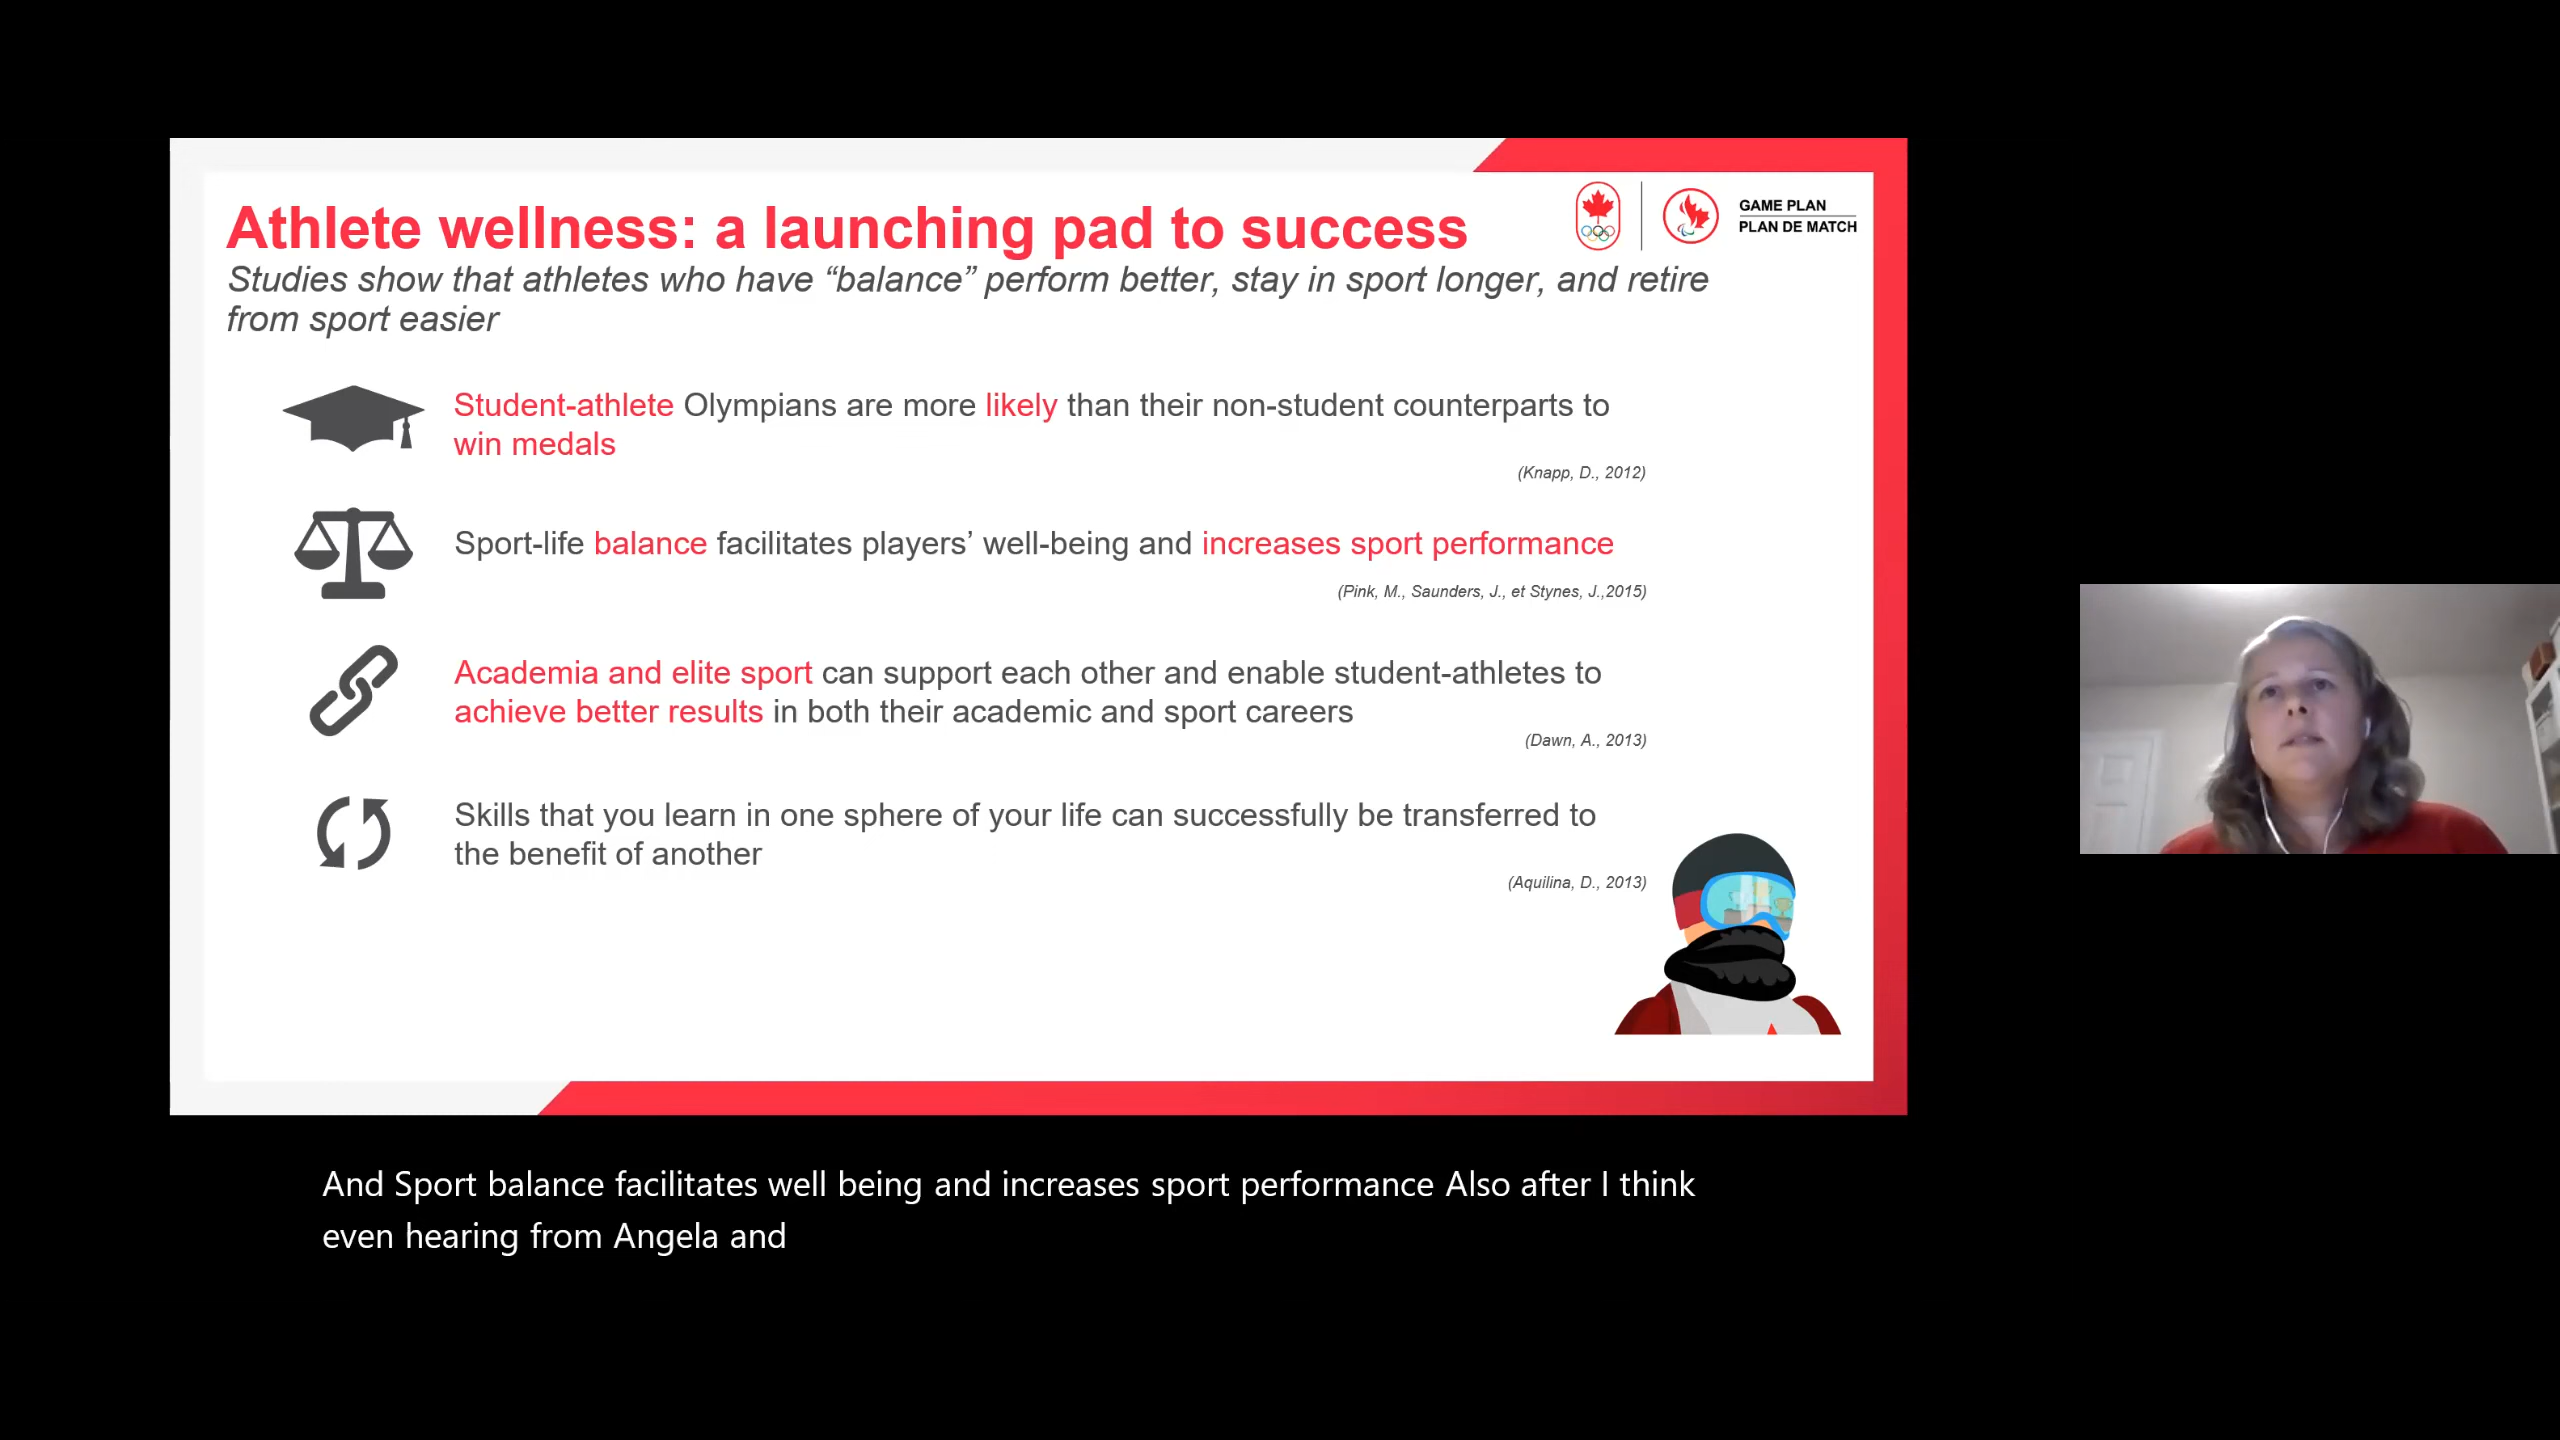 Athlete wellness: a launching pad to success
GAME PLAN
PLAN DE MATCH
Studies show that athletes who have “balance” perform better, stay in sport longer, and retire
from sport easier
Student-athlete Olympians are more likely than their non-student counterparts to
win medals
(Knapp, D., 2012)
Sport-life balance facilitates players’ well-being and increases sport performance
(Pink, M., Saunders, J., et Stynes, J.,2015)
Academia and elite sport can support each other and enable student-athletes to
achieve better results in both their academic and sport careers
(Dawn, A., 2013)
Skills that you learn in one sphere of your life can successfully be transferred to
the benefit of another
(Aquilina, D., 2013)
And Sport balance facilitates well being and increases sport performance Also after I think
even hearing from Angela and